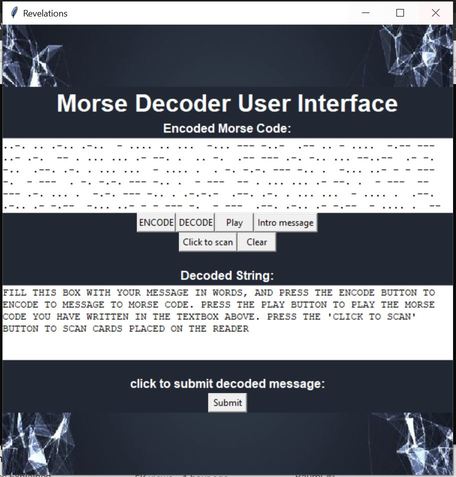 Revelations
Morse Decoder User Interface
Encoded Morse Code:
..-. .. .-.. .-..  - .... .. ...  -... --- -..-  .-- .. - ....  -.-- ---
..- .-.  -- . ... ... .- --. .  .. -.  .-- --- .-. -.. ... --..--  .- -.
-..  .--. .-. . ... ...  - .... .  . -. -.-. --- -.. .  -... ..- - - ---
-.  - ---  . -. -.-. --- -.. .  - ---  -- . ... ... .- --. .  - ---  --
--- .-. ... .  -.-. --- -.. . .-.-.-  .--. .-. . ... ...  - .... .  .--.
.-.. .- -.--  -... ..- - - --- -.  - ---  .--. .-.. .- -.--  - .... .  --
ENCODE DECODE Play Intro message
Click to scan Clear
Decoded String:
FILL THIS BOX WITH YOUR MESSAGE IN WORDS, AND PRESS THE ENCODE BUTTON TO
ENCODE TO MESSAGE TO MORSE CODE. PRESS THE PLAY BUTTON TO PLAY THE MORSE
CODE YOU HAVE WRITTEN IN THE TEXTBOX ABOVE. PRESS THE 'CLICK TO SCAN'
BUTTON TO SCAN CARDS PLACED ON THE READER
click to submit decoded message:
Submit